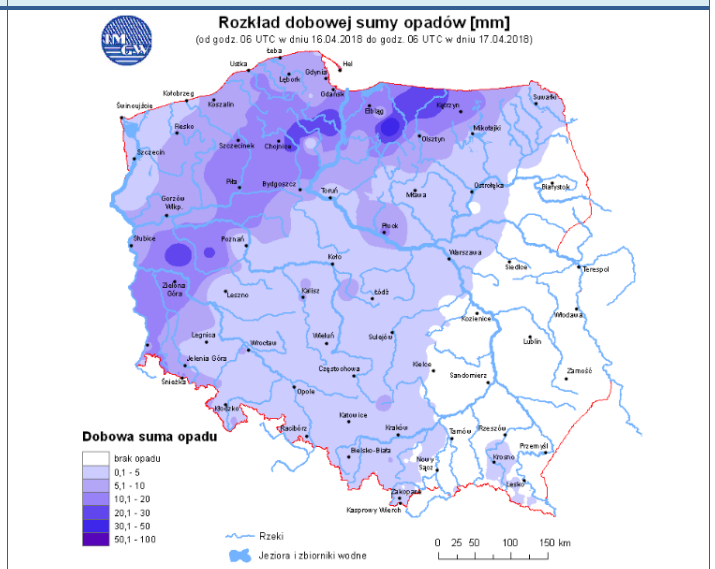 Rozkład dobowej sumy opadów [mm]
(od godz. 06 UTC w dniu 16.04.2018 do godz. 06 UTC w dniu 17.04.2018)
IM
GW
Łeba
Ustka
Hel
Gdynia
Lębork
Gdańsk
Kołobrzeg
Koszalin
Świnoujście
Elbląg
Kętrzyn
Suwałki
Resko
Mikołajki
Szczecinek
Chojnice
Olsztyn
Szczecin
Piła
Bydgoszcz
Toruń
Mława
Ostrołęka
Białystok
Gorzów
Wlkp.
Płock
Słubice
Poznań
Koło
Warszawa
Siedlce
Terespol
Zielona
Góra
Leszno
Kalisz
Łódź
Kozienice
Włodawa
Legnica
Wrocław
Wieluń
Sulejów
Lublin
Jelenia Góra
Śnieżka
Częstochowa
Kielce
Sandomierz
Zamość
Opole
Kłodzko
Katowice
Racibórz
Kraków
Tarnów
Rzeszów
Przemyśl
Bielsko-Biała
Nowy
Sącz
Krosno
Lesko
Zakopane
Kasprowy Wierch
Dobowa suma opadu
brak opadu
0,1 - 5
5,1 - 10
10,1 - 20
20,1 - 30
30,1 - 50
50,1 - 100
Rzeki
Jeziora i zbiorniki wodne
0 25 50 100 150 km